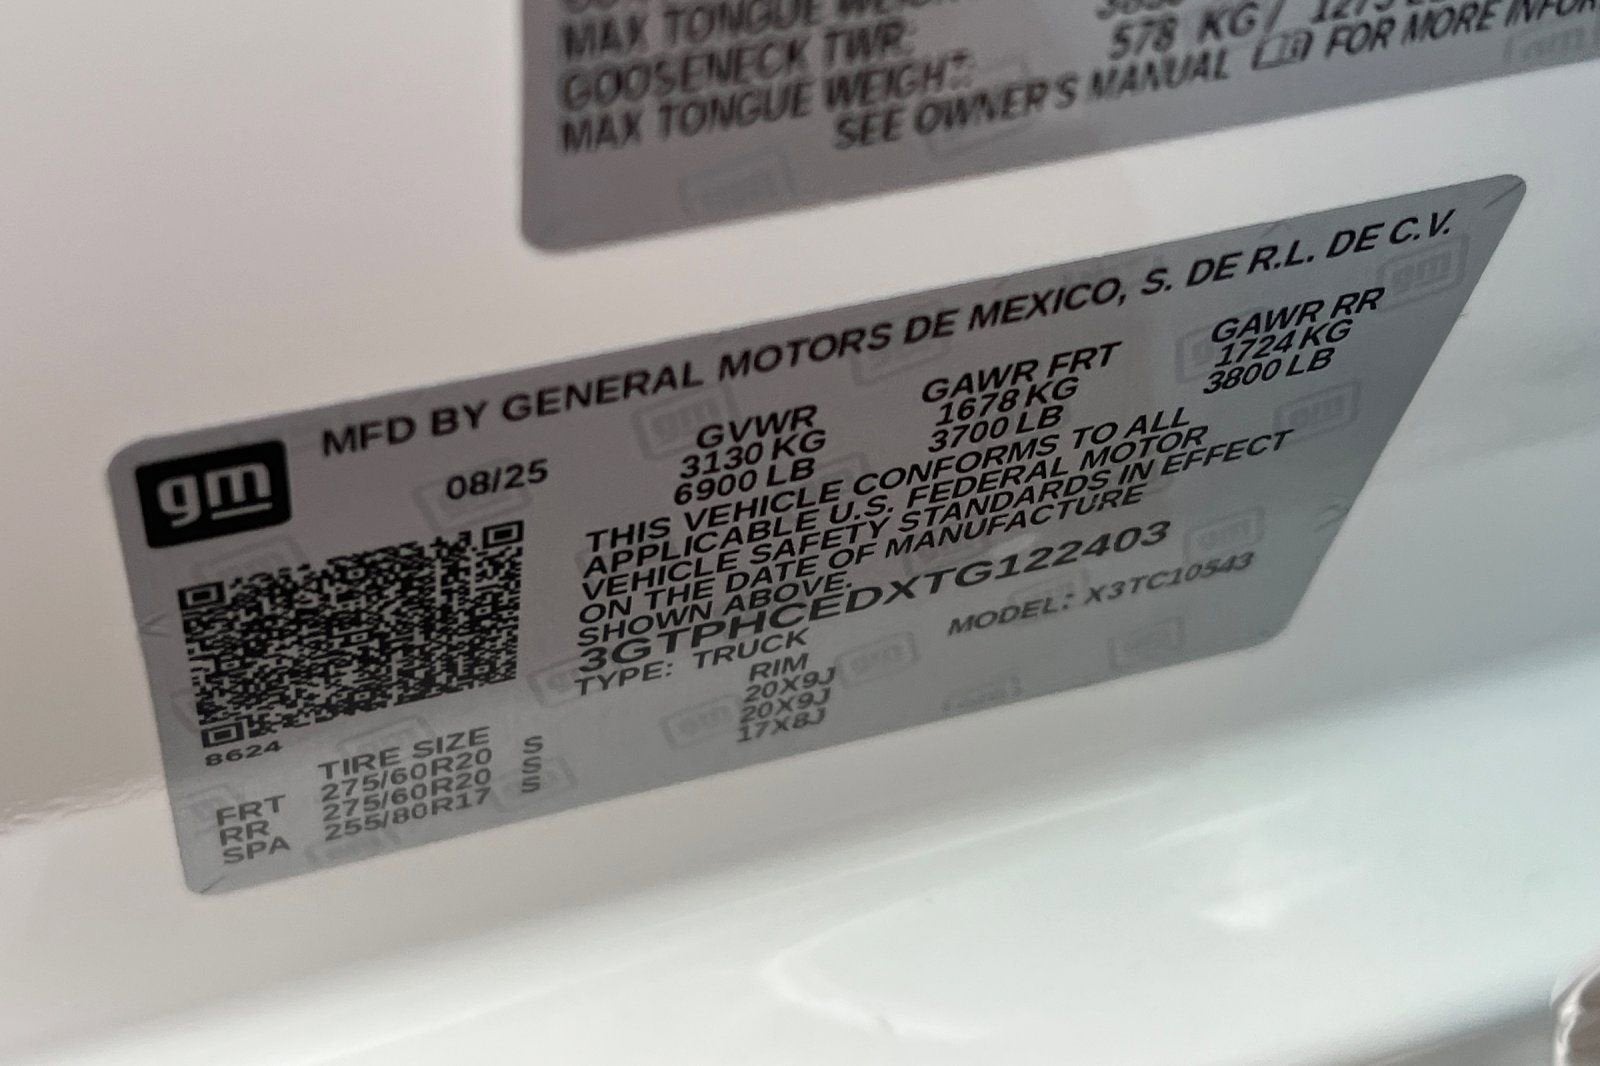 MAX TONGUE WEIGHT
GOOSENECK TWR:
MAX TONGUE WEIGHT: 578 KG/
SEE OWNER'S MANUAL FOR MORE
MFD BY GENERAL MOTORS DE MEXICO, S. DE R.L. DE C.V.
gm
08/25
GVWR GAWR FRT GAWR RR
3130 KG 1678 KG 1724 KG
6900 LB 3700 LB 3800 LB
THIS VEHICLE CONFORMS TO ALL
APPLICABLE U.S. FEDERAL MOTOR
VEHICLE SAFETY STANDARDS IN EFFECT
ON THE DATE OF MANUFACTURE
SHOWN ABOVE.
3GTPHCEDXTG122403
TYPE: TRUCK MODEL: X3TC10543
8624
TIRE SIZE RIM
FRT 275/60R20 S 20X9J
RR 275/60R20 S 20X9J
SPA 255/80R17 S 17X8J